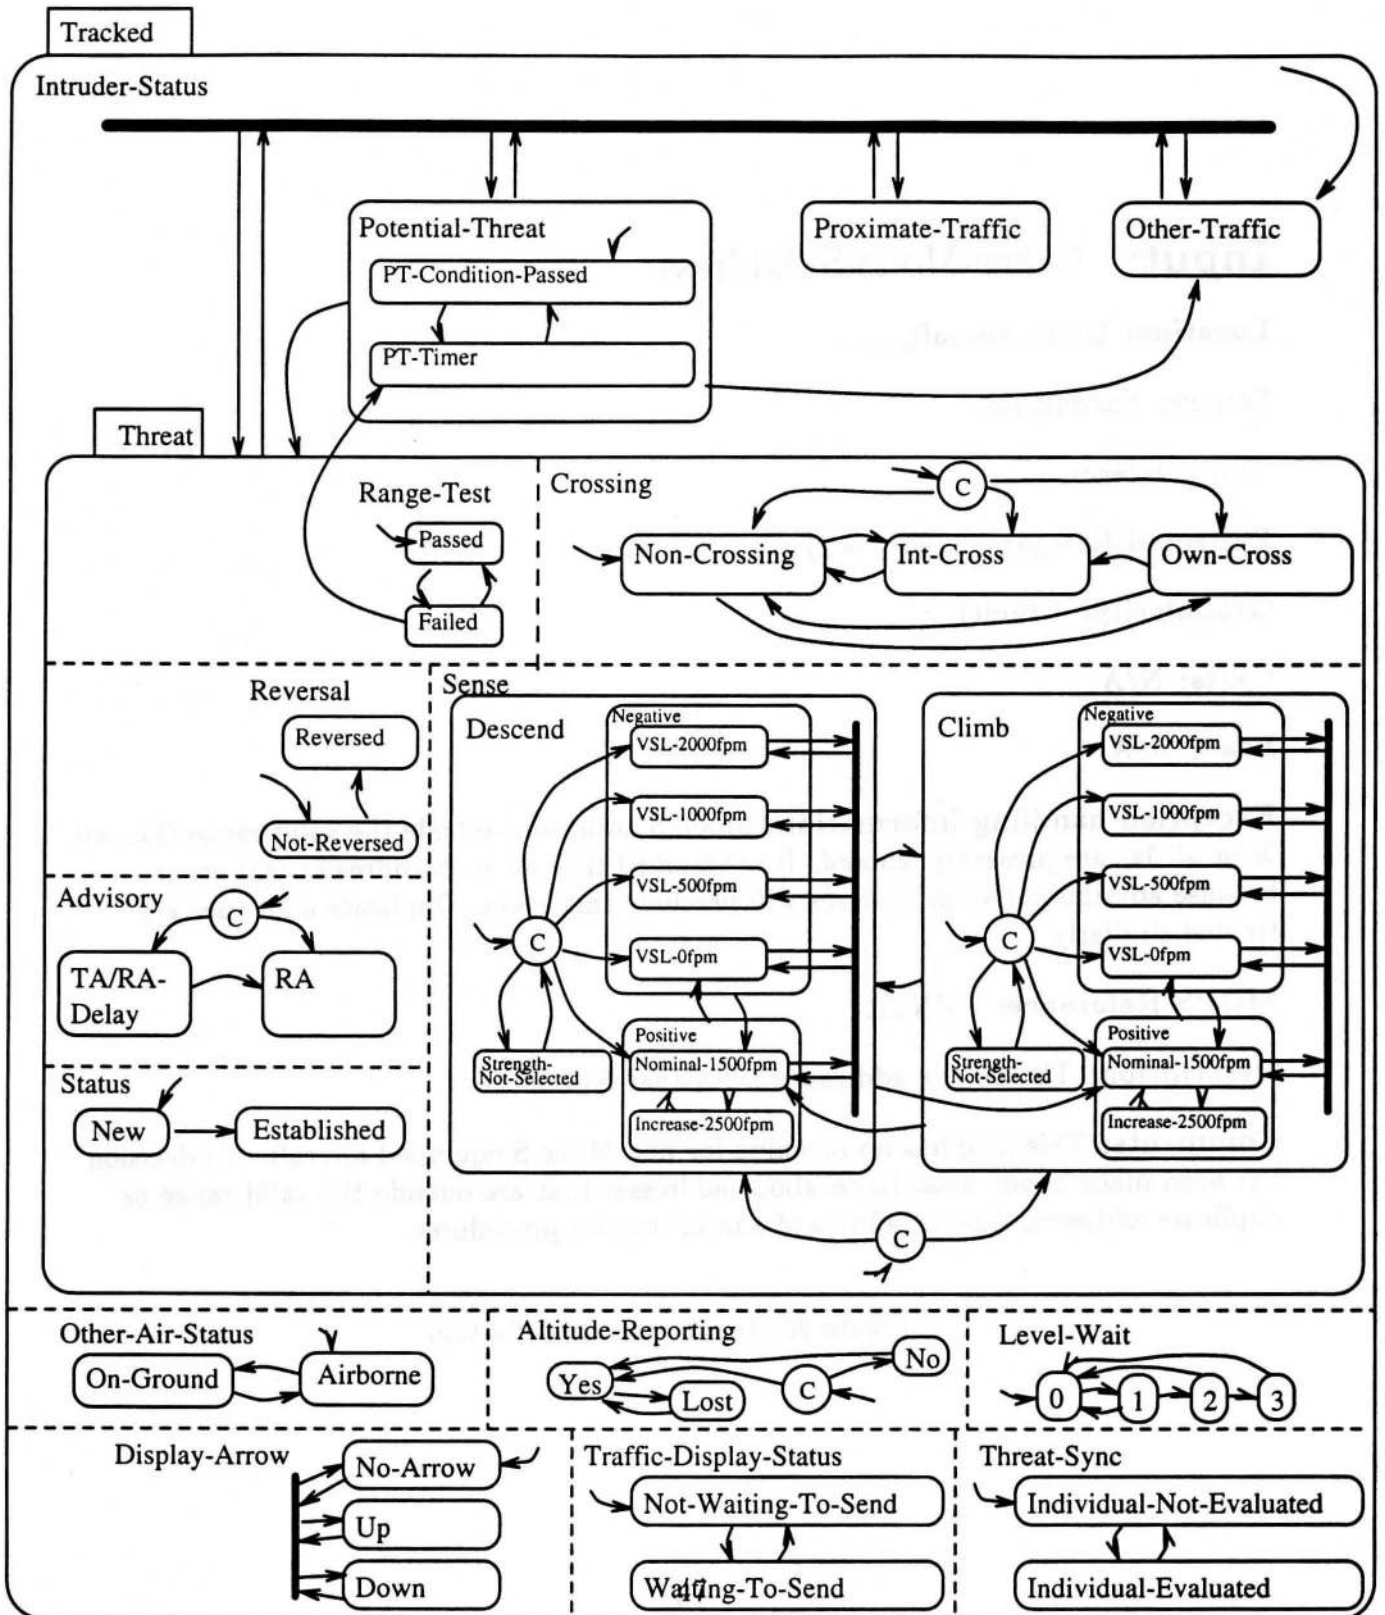 Tracked
Intruder-Status
Potential-Threat
Proximate-Traffic
Other-Traffic
PT-Condition-Passed
PT-Timer
Threat
Range-Test
Passed
Failed
Crossing
C
Non-Crossing
Int-Cross
Own-Cross
Reversal
Reversed
Not-Reversed
Advisory
C
TA/RA-
Delay
RA
Status
New
Established
Sense
Descend
Negative
VSL-2000fpm
VSL-1000fpm
VSL-500fpm
VSL-0fpm
C
Strength-
Not-Selected
Positive
Nominal-1500fpm
Increase-2500fpm
Climb
Negative
VSL-2000fpm
VSL-1000fpm
VSL-500fpm
VSL-0fpm
C
Strength-
Not-Selected
Positive
Nominal-1500fpm
Increase-2500fpm
C
Other-Air-Status
On-Ground
Airborne
Altitude-Reporting
Yes
Lost
C
No
Level-Wait
0
1
2
3
Display-Arrow
No-Arrow
Up
Down
Traffic-Display-Status
Not-Waiting-To-Send
Waiting-To-Send
47
Threat-Sync
Individual-Not-Evaluated
Individual-Evaluated